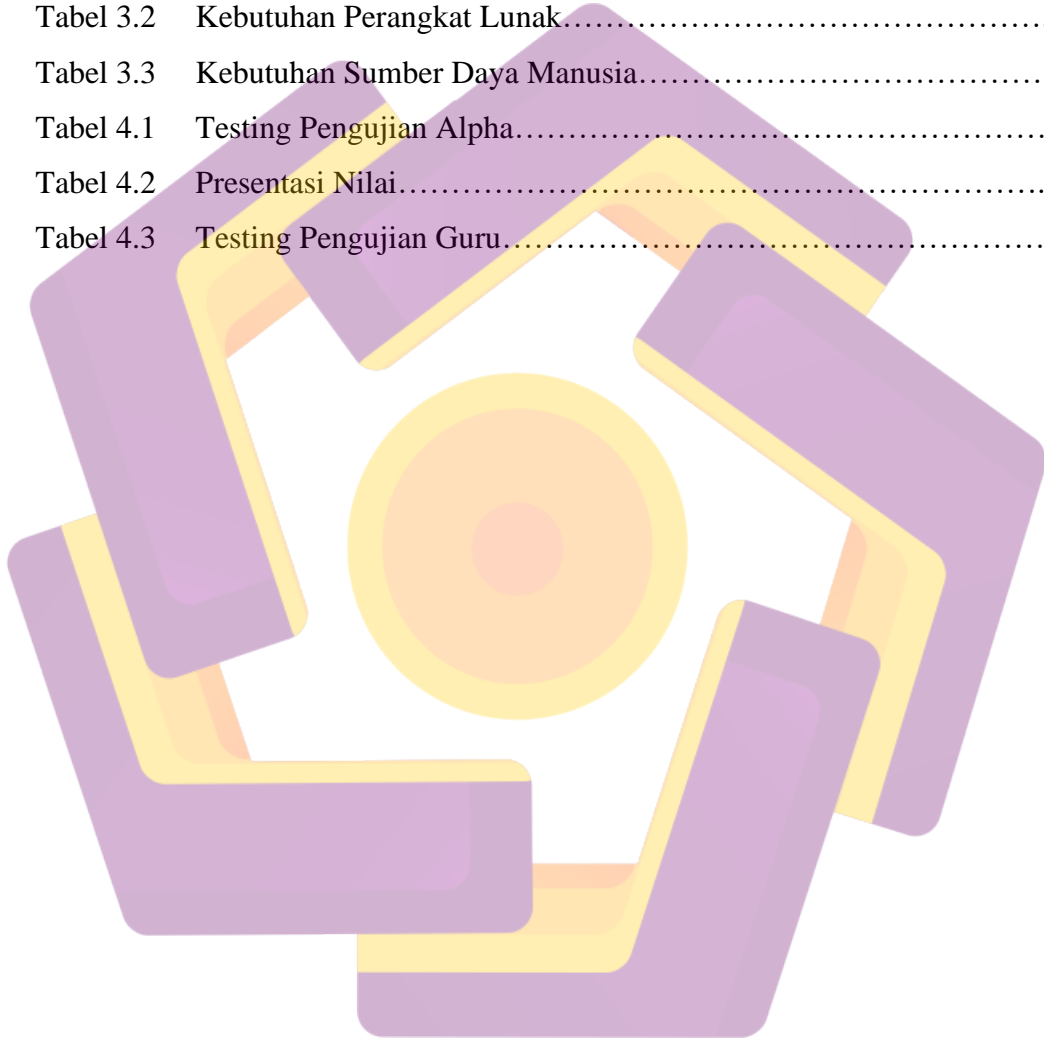 Tabel 3.2 Kebutuhan Perangkat Lunak……………………………………
Tabel 3.3 Kebutuhan Sumber Daya Manusia……………………………
Tabel 4.1 Testing Pengujian Alpha………………………………………
Tabel 4.2 Presentasi Nilai…………………………………………………..
Tabel 4.3 Testing Pengujian Guru…………………………………………